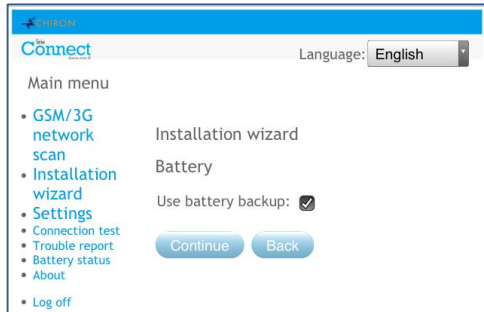 CHIRON
Connect
Language: English
Main menu
GSM/3G
network
scan
Installation
wizard
Settings
Connection test
Trouble report
Battery status
About
Log off
Installation wizard
Battery
Use battery backup:
Continue Back